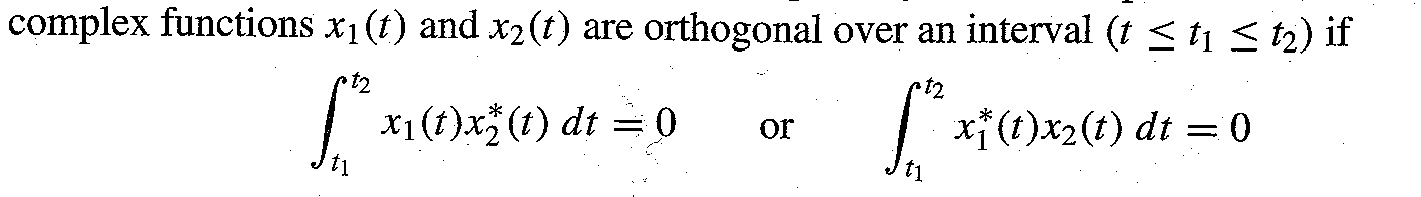 complex functions x₁(t) and x₂(t) are orthogonal over an interval (t ≤ t₁ ≤ t₂) if
∫_{t₁}^{t₂} x₁(t)x₂*(t) dt = 0 or ∫_{t₁}^{t₂} x₁*(t)x₂(t) dt = 0